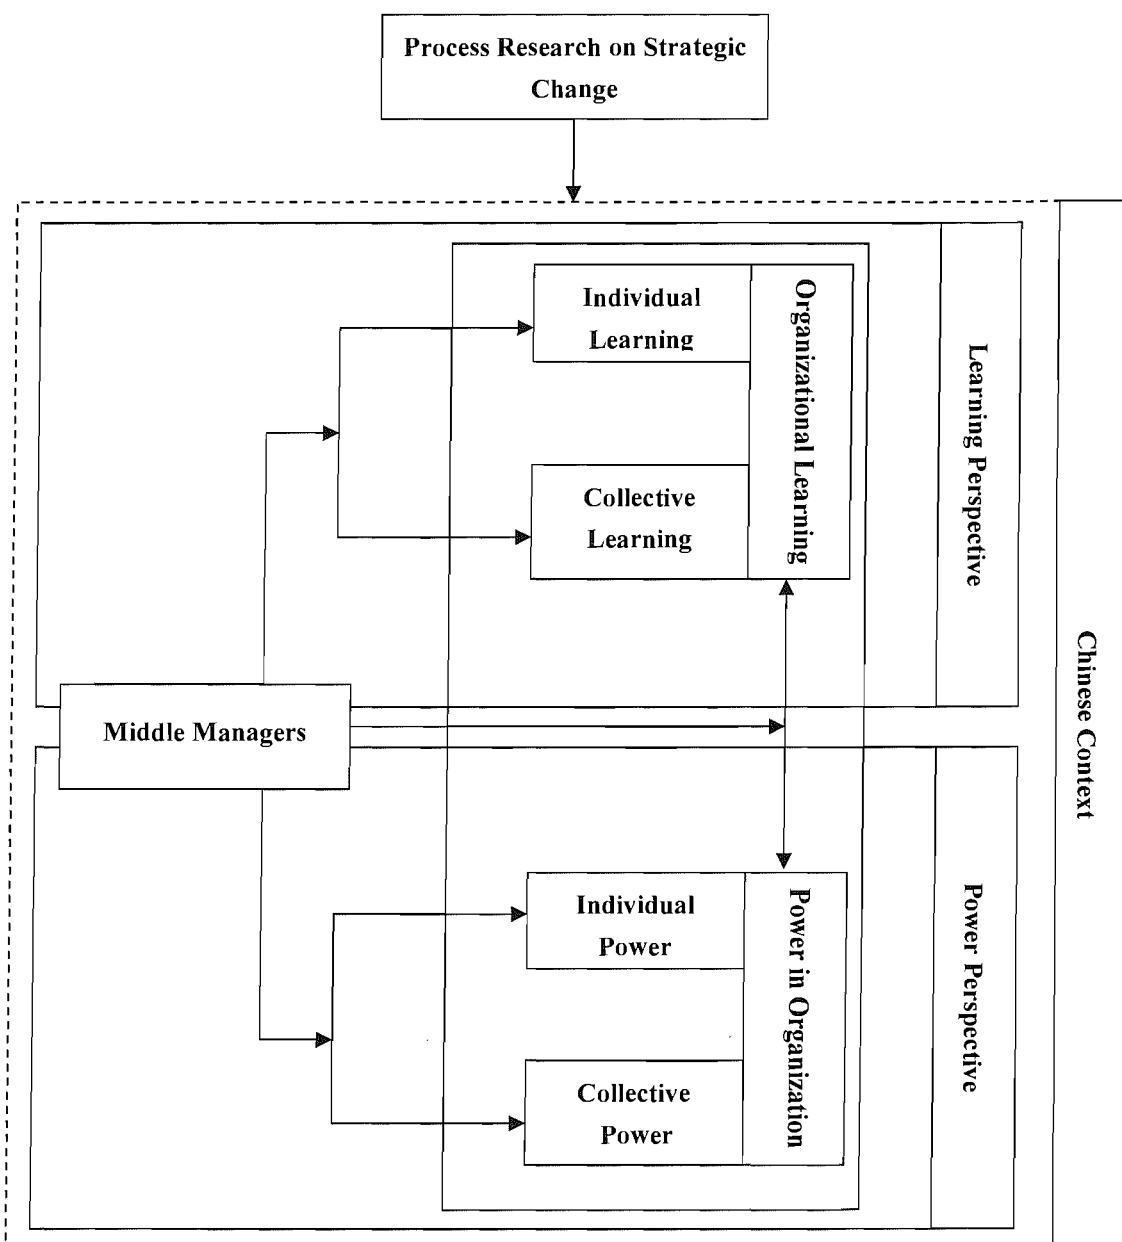 Process Research on Strategic
Change
Individual
Learning
Organizational Learning
Collective
Learning
Learning Perspective
Chinese Context
Middle Managers
Individual
Power
Power in Organization
Collective
Power
Power Perspective